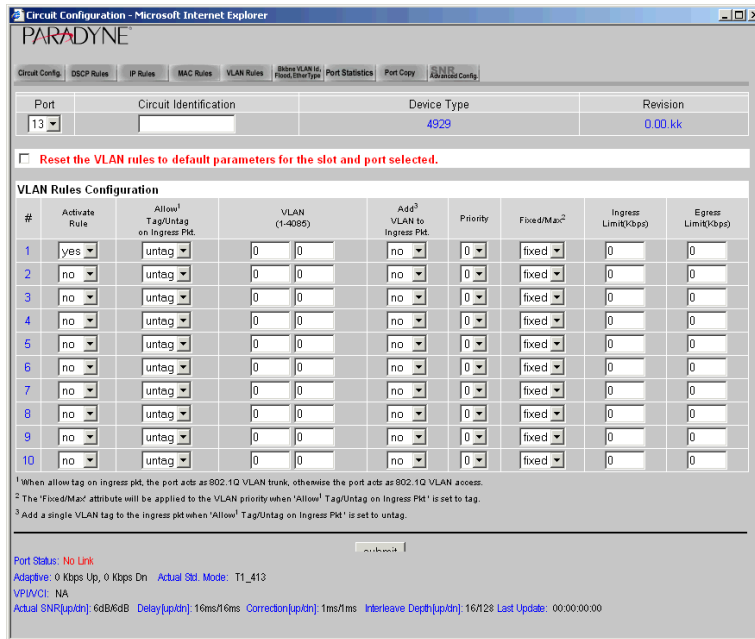 Circuit Configuration - Microsoft Internet Explorer
PARADYNE®
Circuit Config. DSCP Rules IP Rules MAC Rules VLAN Rules Bkbne VLAN Id, Flood, EtherType Port Statistics Port Copy SNR Advanced Config.
Port Circuit Identification Device Type Revision
13 4929 0.00.kk
Reset the VLAN rules to default parameters for the slot and port selected.
VLAN Rules Configuration
# Activate Rule Allow1 Tag/Untag on Ingress Pkt. VLAN (1-4085) Add3 VLAN to Ingress Pkt. Priority Fixed/Max2 Ingress Limit(Kbps) Egress Limit(Kbps)
1 yes untag 0 0 no 0 fixed 0 0
2 no untag 0 0 no 0 fixed 0 0
3 no untag 0 0 no 0 fixed 0 0
4 no untag 0 0 no 0 fixed 0 0
5 no untag 0 0 no 0 fixed 0 0
6 no untag 0 0 no 0 fixed 0 0
7 no untag 0 0 no 0 fixed 0 0
8 no untag 0 0 no 0 fixed 0 0
9 no untag 0 0 no 0 fixed 0 0
10 no untag 0 0 no 0 fixed 0 0
1 When allow tag on ingress pkt, the port acts as 802.1Q VLAN trunk, otherwise the port acts as 802.1Q VLAN access.
2 The 'Fixed/Max' attribute will be applied to the VLAN priority when 'Allow1 Tag/Untag on Ingress Pkt' is set to tag.
3 Add a single VLAN tag to the ingress pkt when 'Allow1 Tag/Untag on Ingress Pkt' is set to untag.
submit
Port Status: No Link
Adaptive: 0 Kbps Up, 0 Kbps Dn Actual Std. Mode: T1_413
VPI/VCI: NA
Actual SNR[up/dn]: 6dB/6dB Delay[up/dn]: 16ms/16ms Correction[up/dn]: 1ms/1ms Interleave Depth[up/dn]: 16/128 Last Update: 00:00:00:00